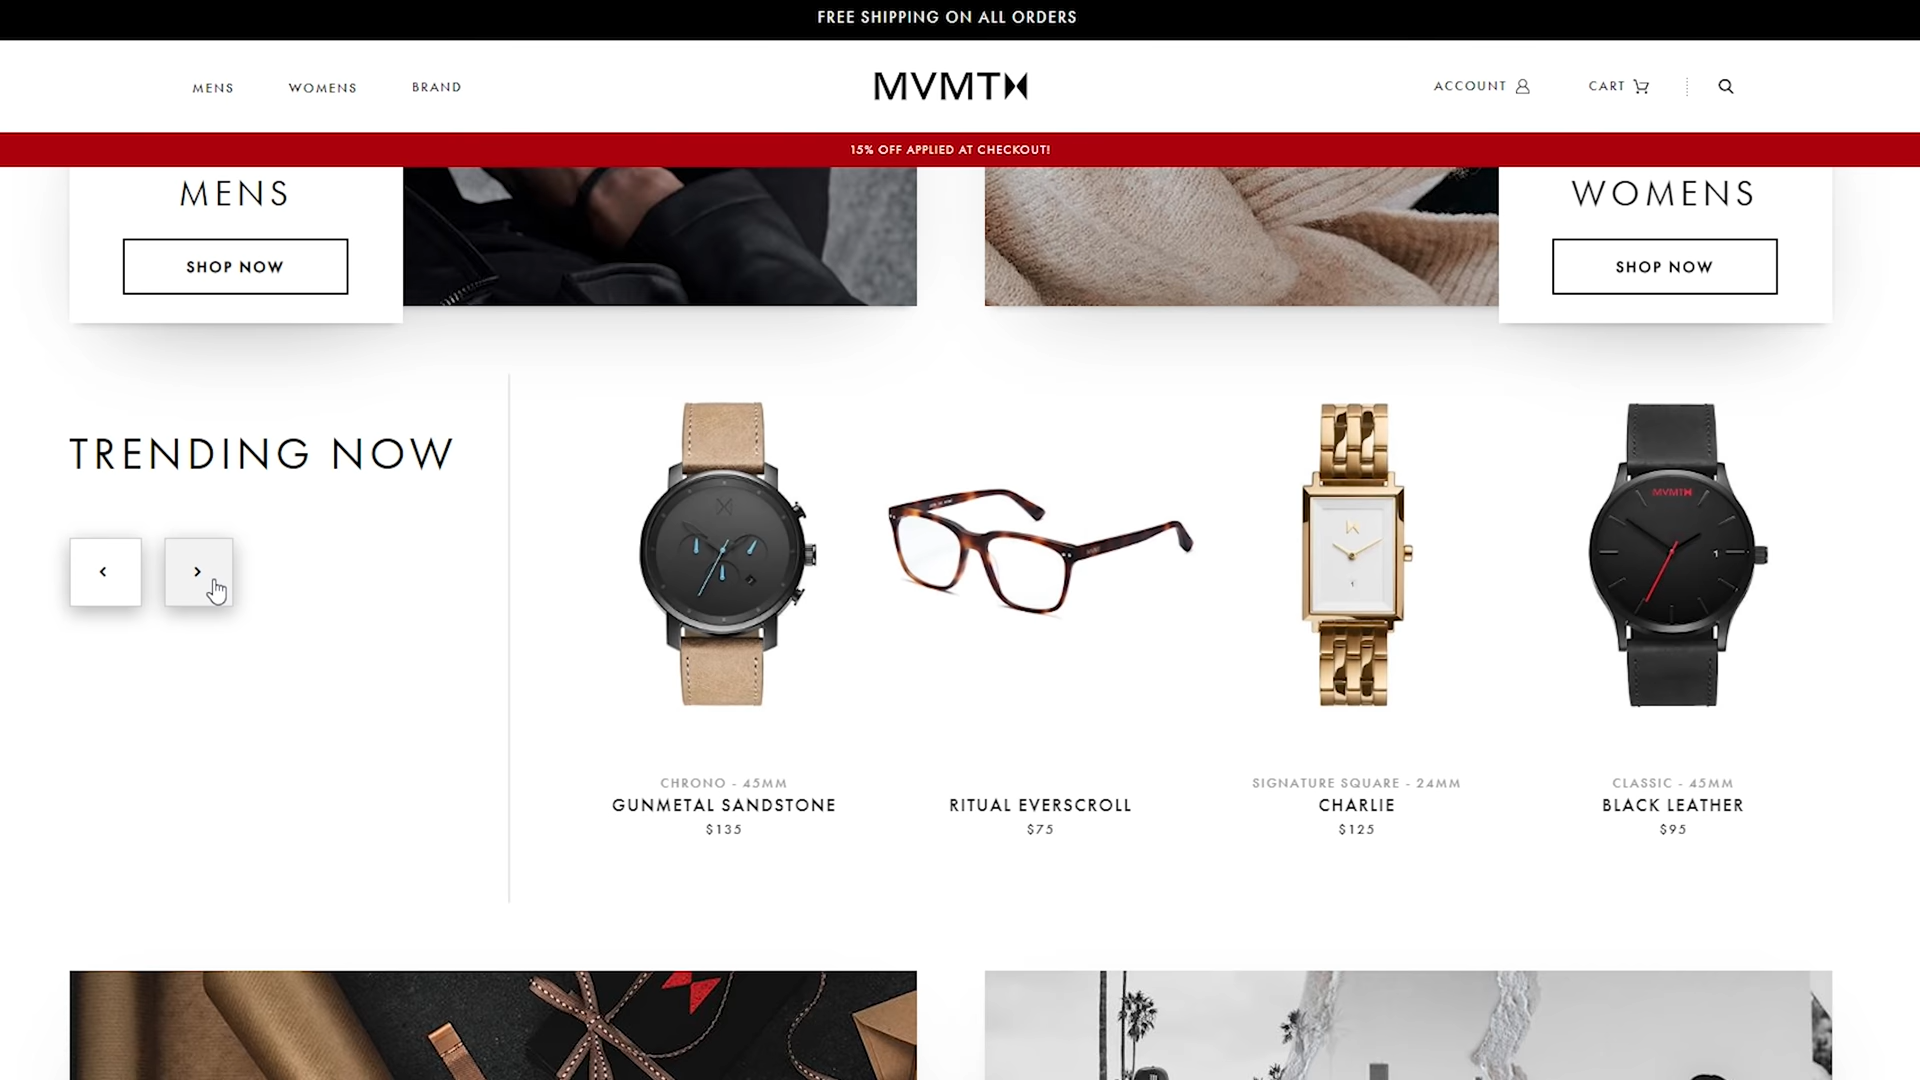 FREE SHIPPING ON ALL ORDERS
MENS
WOMENS
BRAND
MVMT
ACCOUNT
CART
15% OFF APPLIED AT CHECKOUT!
MENS
SHOP NOW
WOMENS
SHOP NOW
TRENDING NOW
MVMT
1
CHRONO - 45MM
GUNMETAL SANDSTONE
$135
RITUAL EVERSCROLL
$75
SIGNATURE SQUARE - 24MM
CHARLIE
$125
CLASSIC - 45MM
BLACK LEATHER
$95